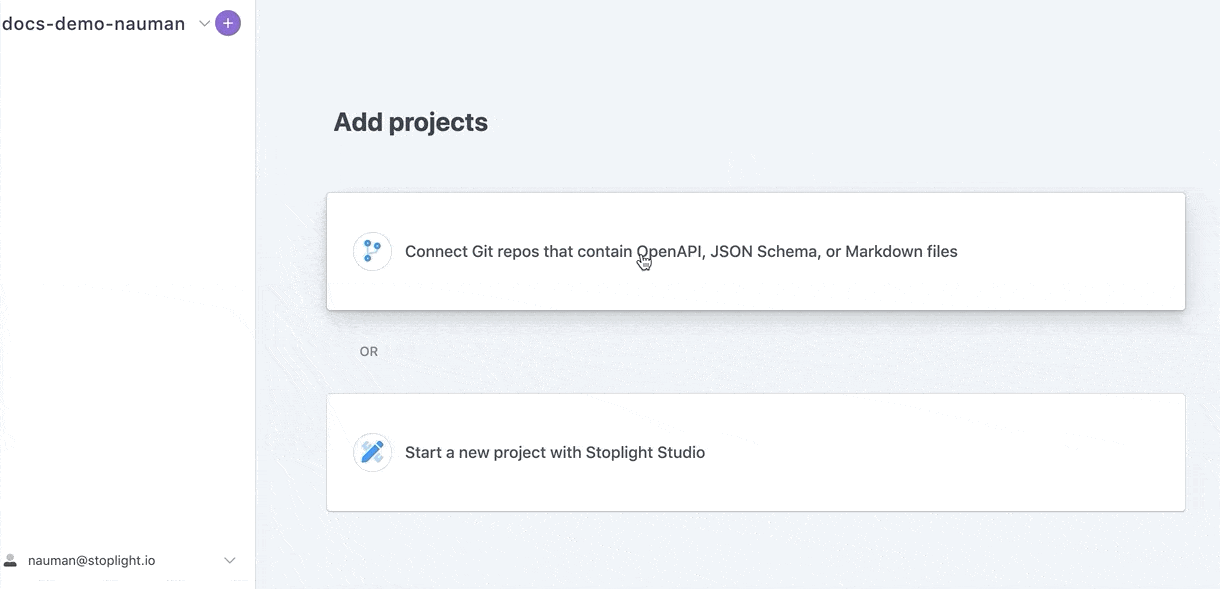 docs-demo-nauman
Add projects
Connect Git repos that contain OpenAPI, JSON Schema, or Markdown files
OR
Start a new project with Stoplight Studio
nauman@stoplight.io